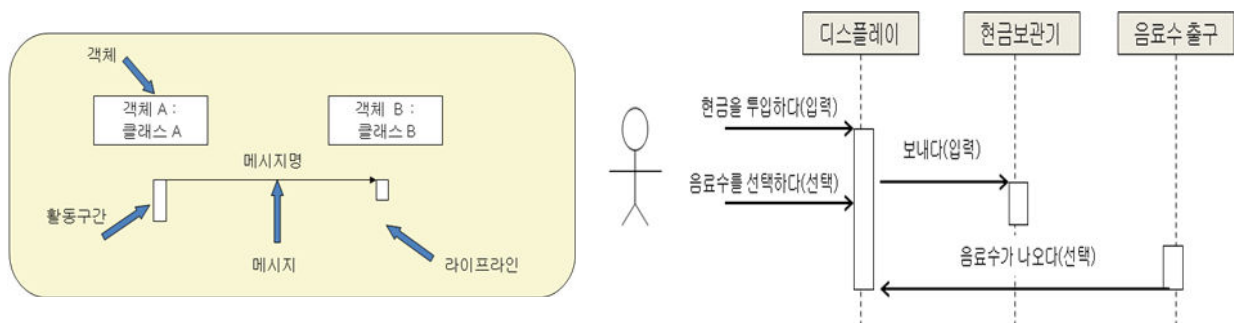 객체
객체 A :
클래스 A
객체 B :
클래스 B
메시지명
활동구간
메시지
라이프라인
디스플레이
현금보관기
음료수 출구
현금을 투입하다(입력)
보내다(입력)
음료수를 선택하다(선택)
음료수가 나오다(선택)